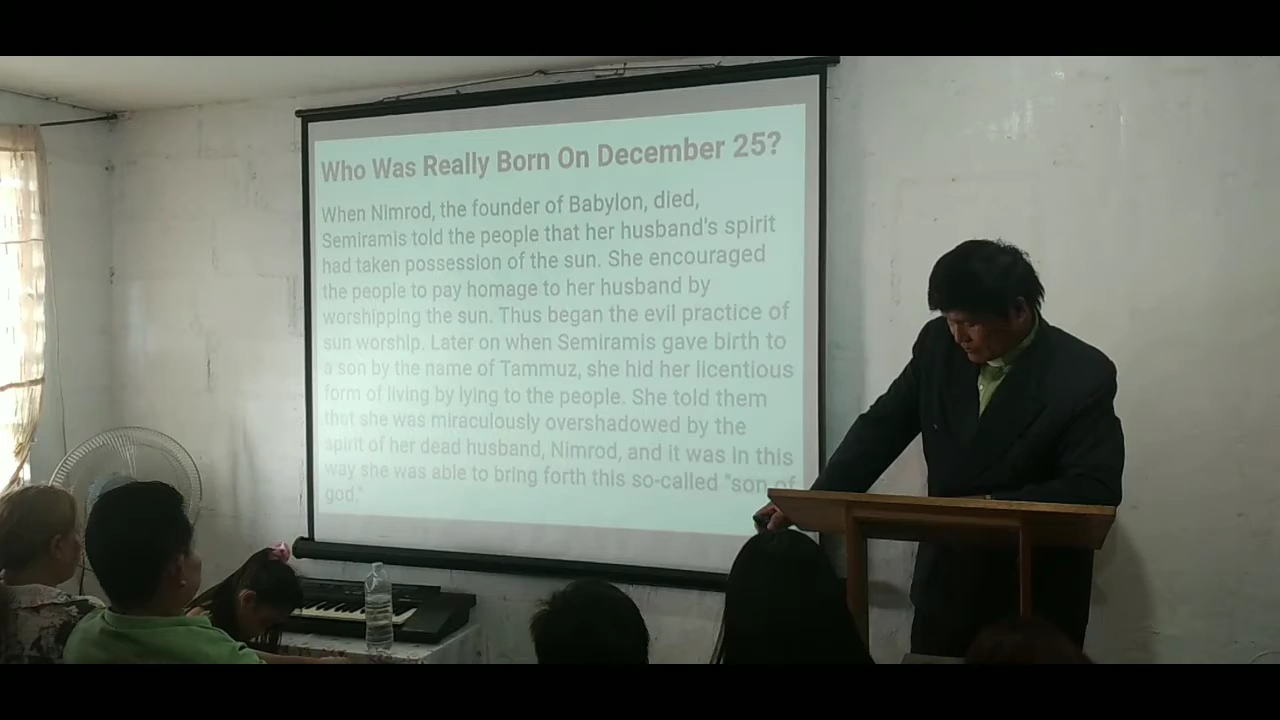 Who Was Really Born On December 25?
When Nimrod, the founder of Babylon, died,
Semiramis told the people that her husband's spirit
had taken possession of the sun. She encouraged
the people to pay homage to her husband by
worshipping the sun. Thus began the evil practice of
sun worship. Later on when Semiramis gave birth to
a son by the name of Tammuz, she hid her licentious
form of living by lying to the people. She told them
that she was miraculously overshadowed by the
spirit of her dead husband, Nimrod, and it was in this
way she was able to bring forth this so-called "son of
god."